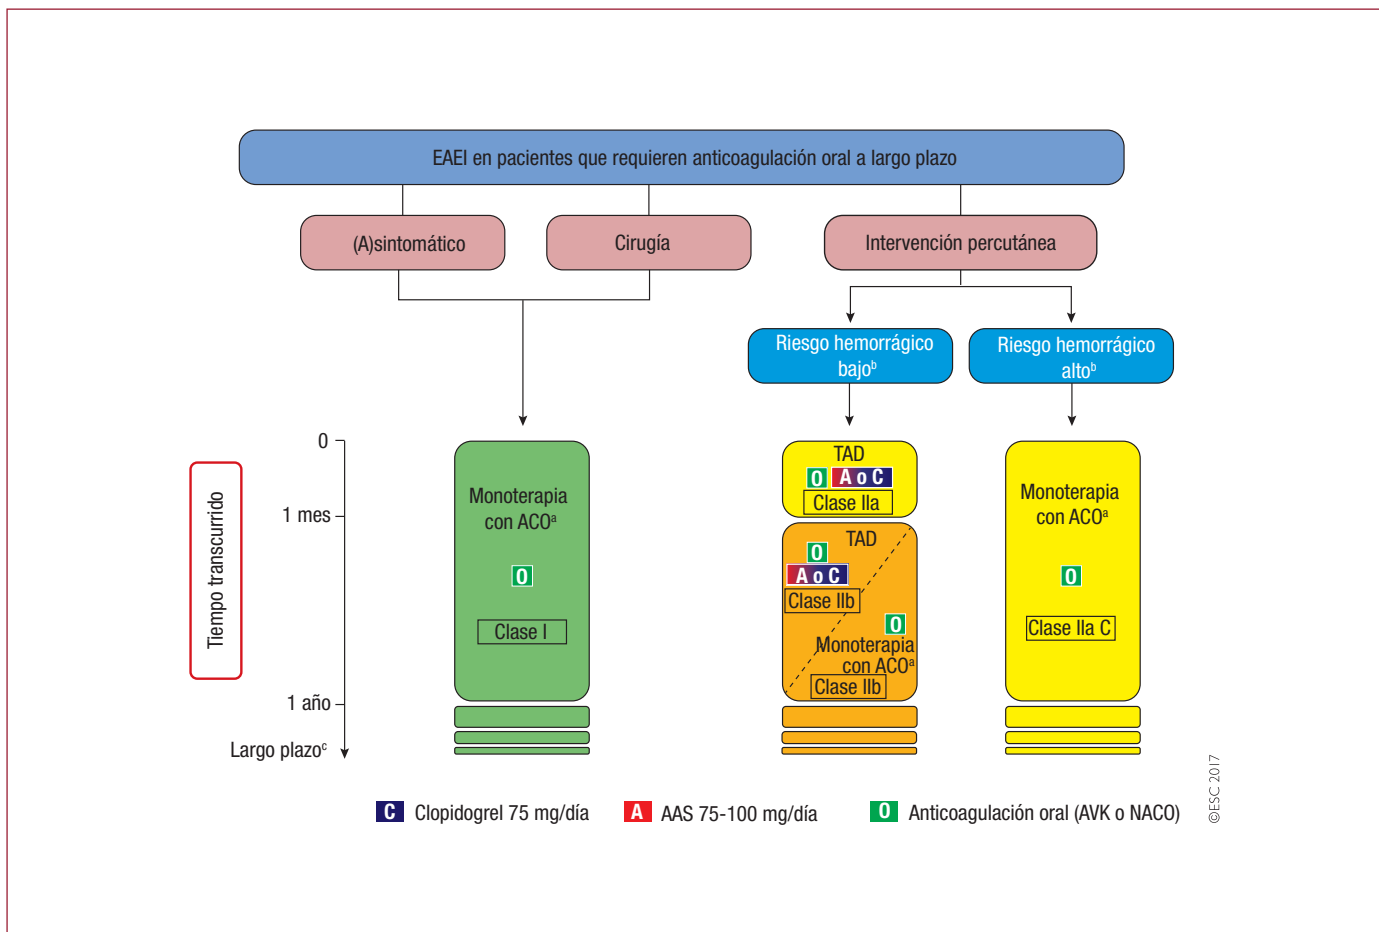 EAEI en pacientes que requieren anticoagulación oral a largo plazo
(A)sintomático
Cirugía
Intervención percutánea
Riesgo hemorrágico
bajoᵇ
Riesgo hemorrágico
altoᵇ
Tiempo transcurrido
0
1 mes
1 año
Largo plazoᶜ
Monoterapia
con ACOᵃ
O
Clase I
TAD
O A o C
Clase IIa
TAD
O
A o C
Clase IIb
O
Monoterapia
con ACOᵃ
Clase IIb
Monoterapia
con ACOᵃ
O
Clase IIa C
C Clopidogrel 75 mg/día
A AAS 75-100 mg/día
O Anticoagulación oral (AVK o NACO)
©ESC 2017